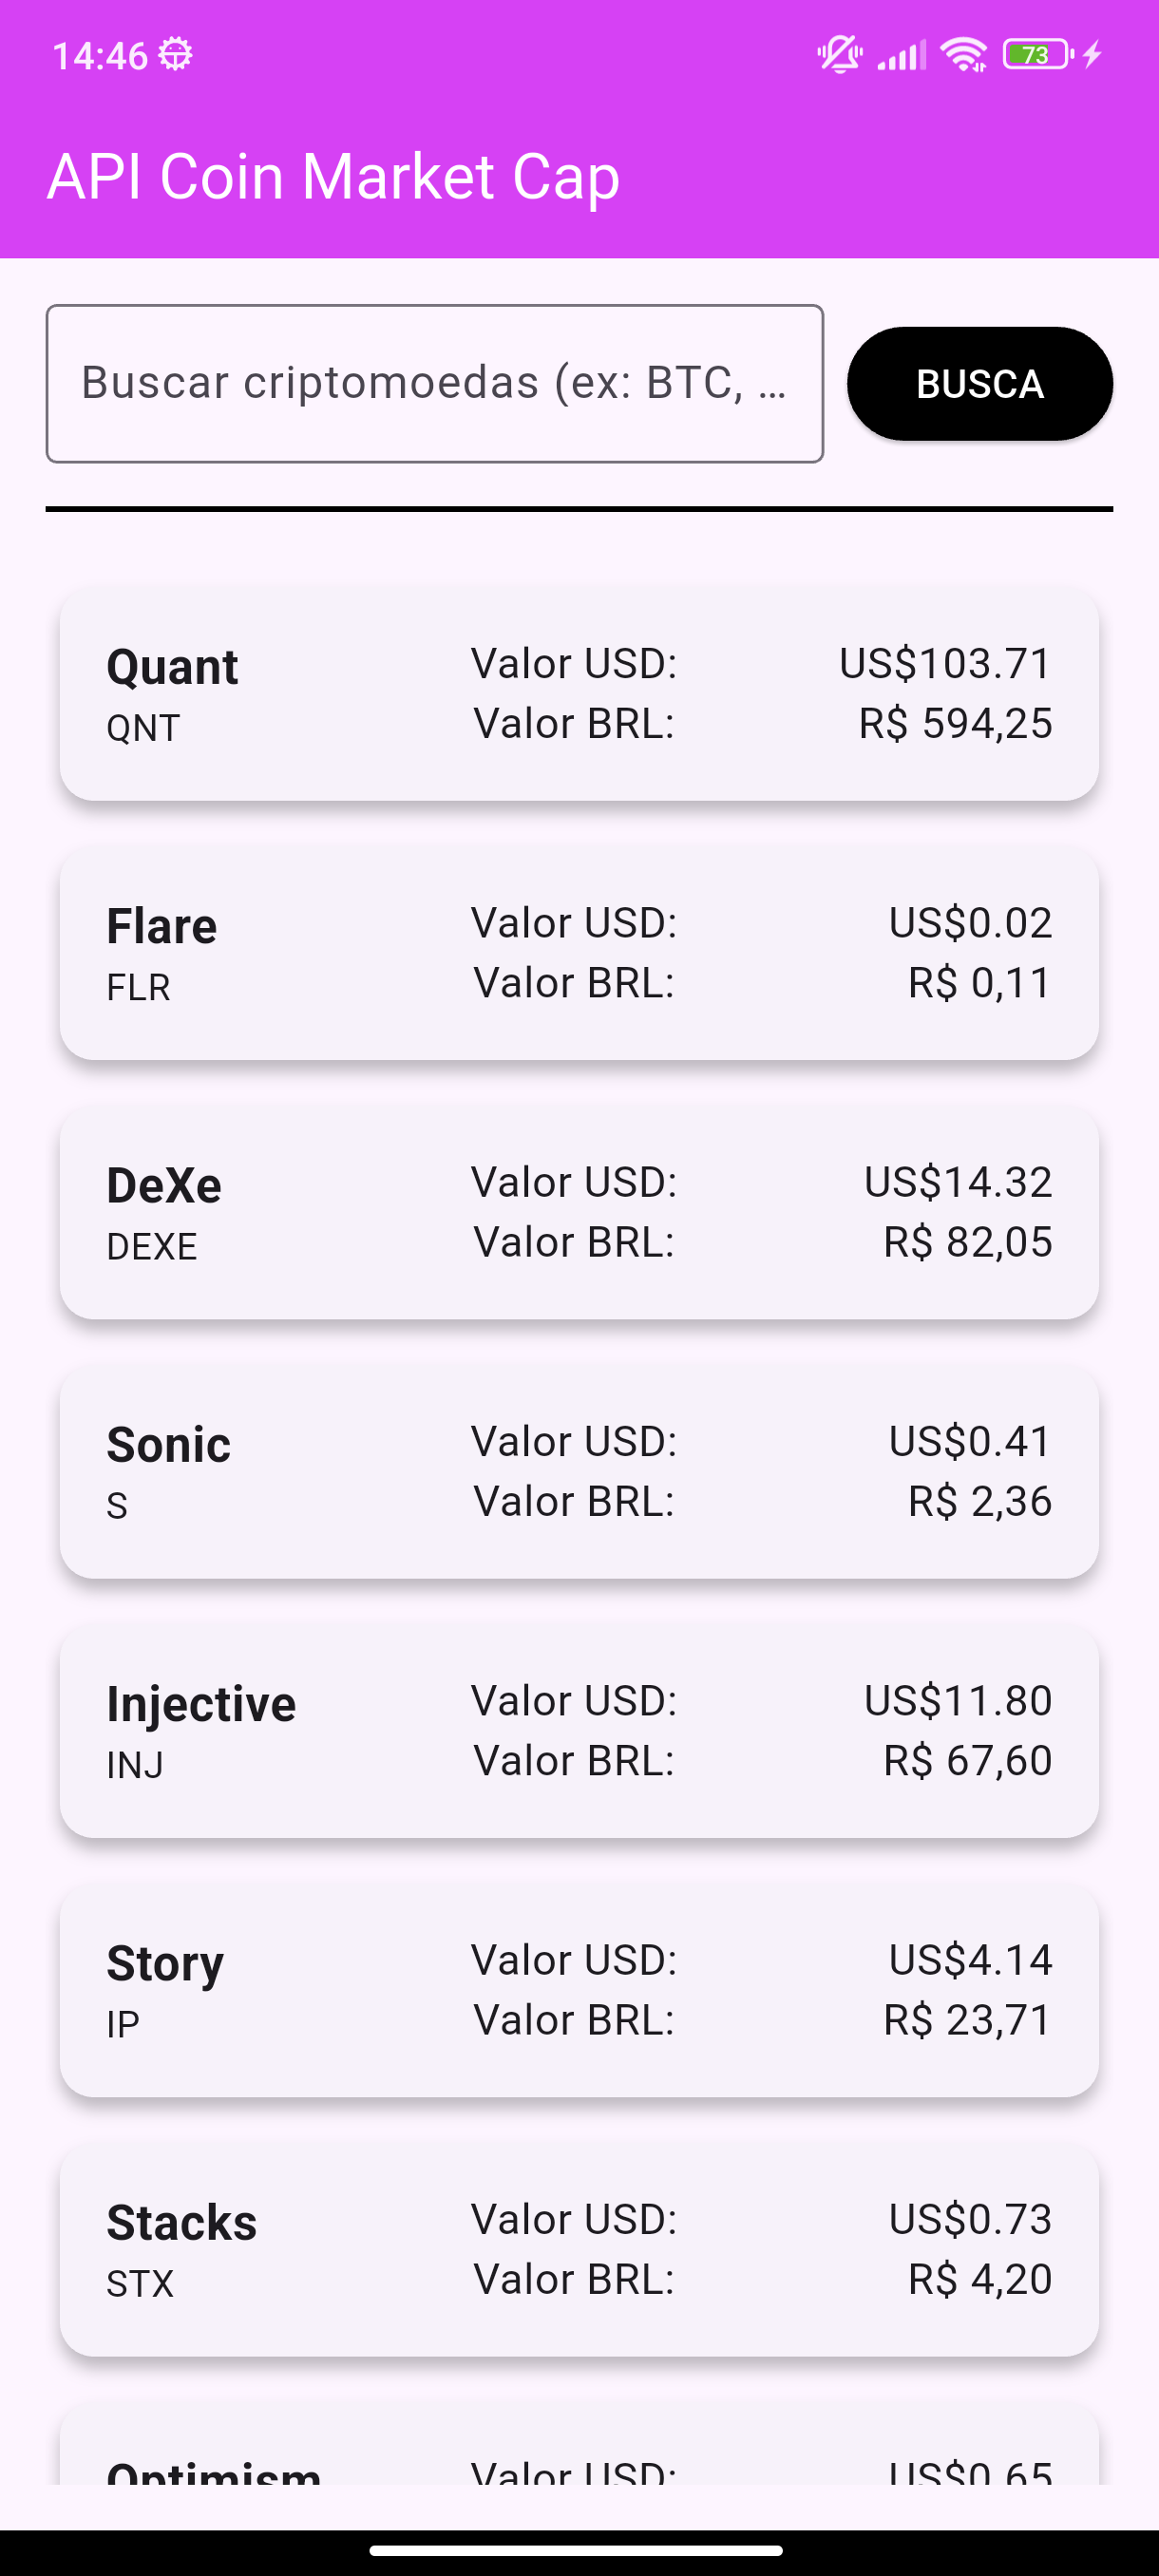 14:46
73
API Coin Market Cap
Buscar criptomoedas (ex: BTC, ...
BUSCA
Quant
QNT
Valor USD: US$103.71
Valor BRL: R$ 594,25
Flare
FLR
Valor USD: US$0.02
Valor BRL: R$ 0,11
DeXe
DEXE
Valor USD: US$14.32
Valor BRL: R$ 82,05
Sonic
S
Valor USD: US$0.41
Valor BRL: R$ 2,36
Injective
INJ
Valor USD: US$11.80
Valor BRL: R$ 67,60
Story
IP
Valor USD: US$4.14
Valor BRL: R$ 23,71
Stacks
STX
Valor USD: US$0.73
Valor BRL: R$ 4,20
Optimism
Valor USD: US$0.65